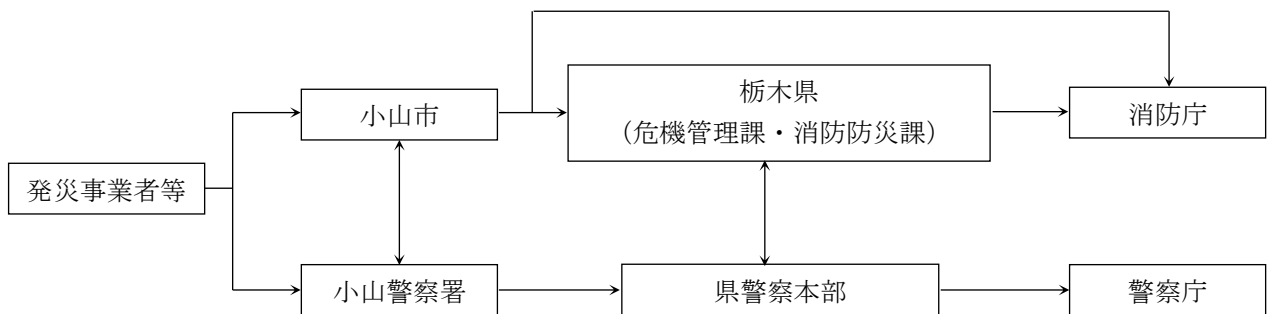 発災事業者等
小山市
栃木県
（危機管理課・消防防災課）
消防庁
小山警察署
県警察本部
警察庁